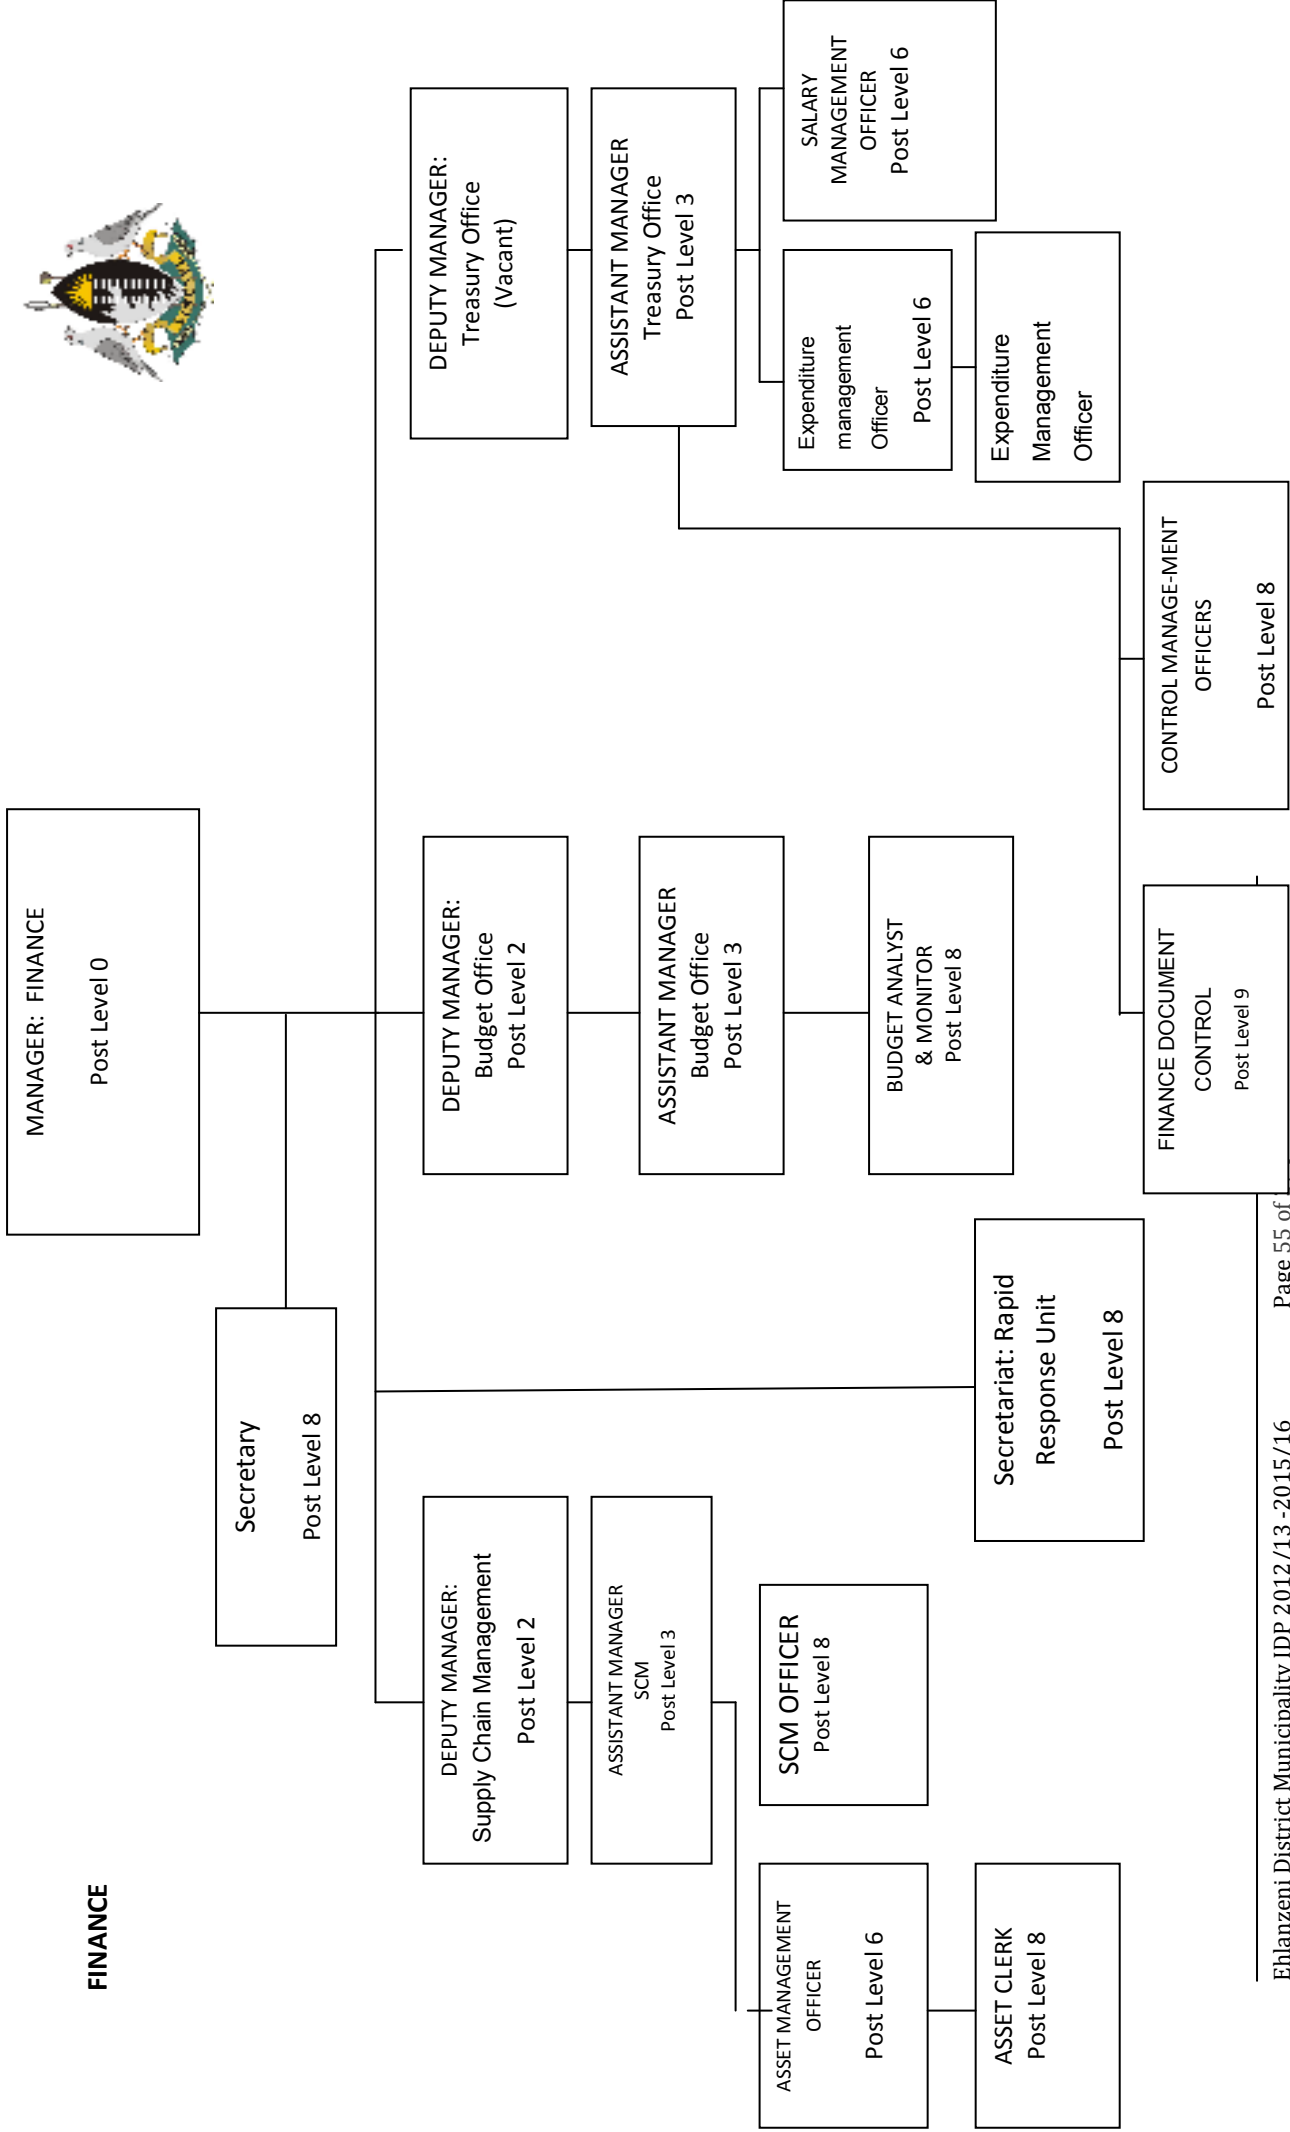 FINANCE
MANAGER: FINANCE
Post Level 0
Secretary
Post Level 8
DEPUTY MANAGER:
Supply Chain Management
Post Level 2
DEPUTY MANAGER:
Budget Office
Post Level 2
DEPUTY MANAGER:
Treasury Office
(Vacant)
ASSISTANT MANAGER
SCM
Post Level 3
ASSISTANT MANAGER
Budget Office
Post Level 3
ASSISTANT MANAGER
Treasury Office
Post Level 3
ASSET MANAGEMENT
OFFICER
Post Level 6
SCM OFFICER
Post Level 8
BUDGET ANALYST
& MONITOR
Post Level 8
Expenditure
management
Officer
Post Level 6
SALARY
MANAGEMENT
OFFICER
Post Level 6
ASSET CLERK
Post Level 8
Secretariat: Rapid
Response Unit
Post Level 8
Expenditure
Management
Officer
FINANCE DOCUMENT
CONTROL
Post Level 9
CONTROL MANAGE-MENT
OFFICERS
Post Level 8
Ehlanzeni District Municipality IDP 2012/13 -2015/16
Page 55 of